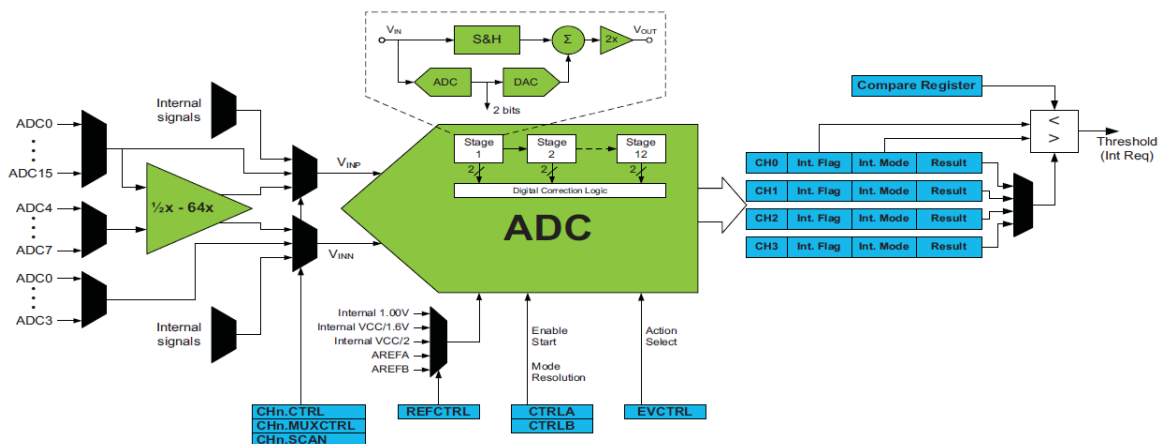 V_IN
S&H
Σ
2x
V_OUT
ADC
DAC
2 bits
Internal
signals
ADC0
ADC15
ADC4
ADC7
ADC0
ADC3
½x - 64x
Internal
signals
V_INP
V_INN
Stage
1
Stage
2
Stage
12
2
2
2
Digital Correction Logic
ADC
Compare Register
<
>
Threshold
(Int Req)
CH0 Int. Flag Int. Mode Result
CH1 Int. Flag Int. Mode Result
CH2 Int. Flag Int. Mode Result
CH3 Int. Flag Int. Mode Result
Internal 1.00V
Internal VCC/1.6V
Internal VCC/2
AREFA
AREFB
Enable
Start
Mode
Resolution
Action
Select
CHn.CTRL
CHn.MUXCTRL
CHn.SCAN
REFCTRL
CTRLA
CTRLB
EVCTRL